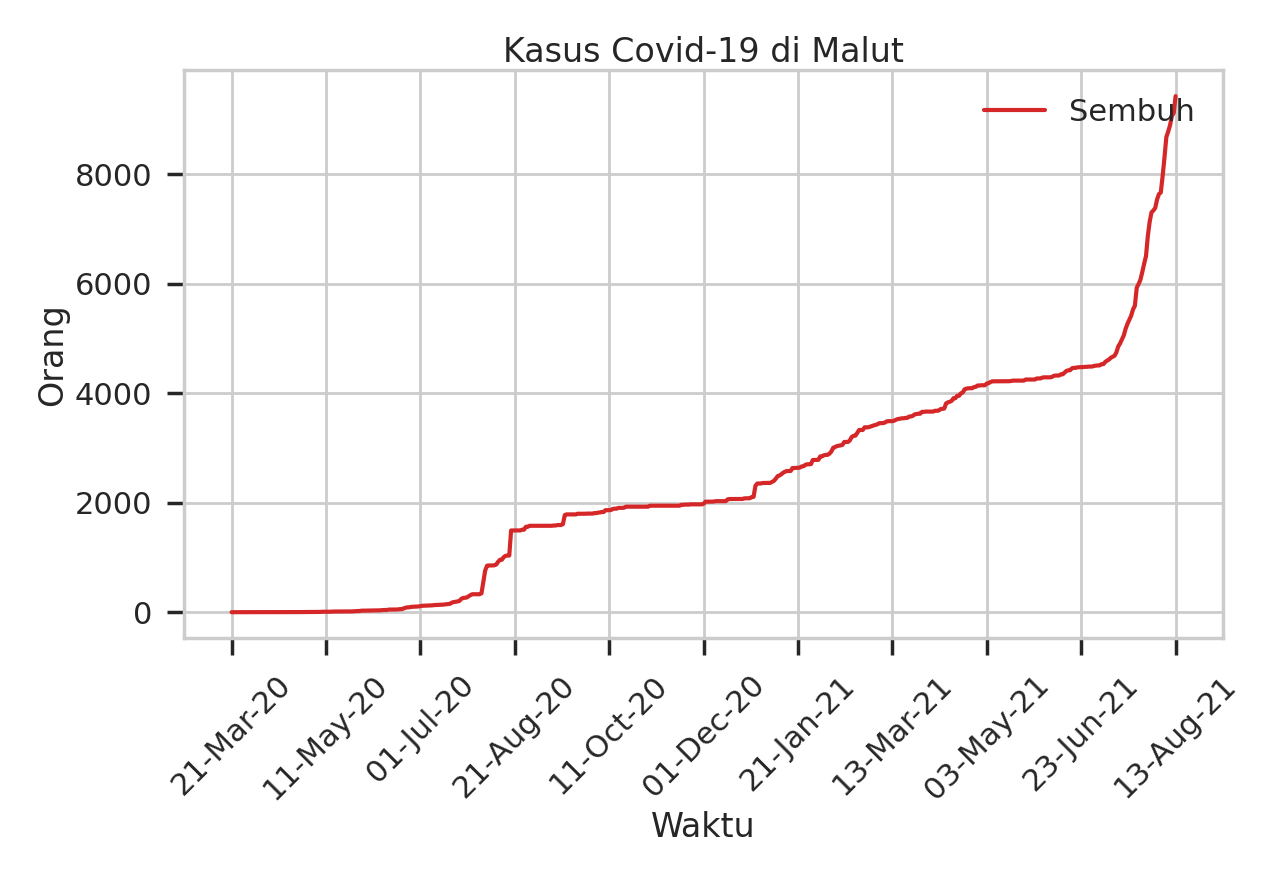 Kasus Covid-19 di Malut
Sembuh
Orang
8000
6000
4000
2000
0
21-Mar-20
11-May-20
01-Jul-20
21-Aug-20
11-Oct-20
01-Dec-20
21-Jan-21
13-Mar-21
03-May-21
23-Jun-21
13-Aug-21
Waktu